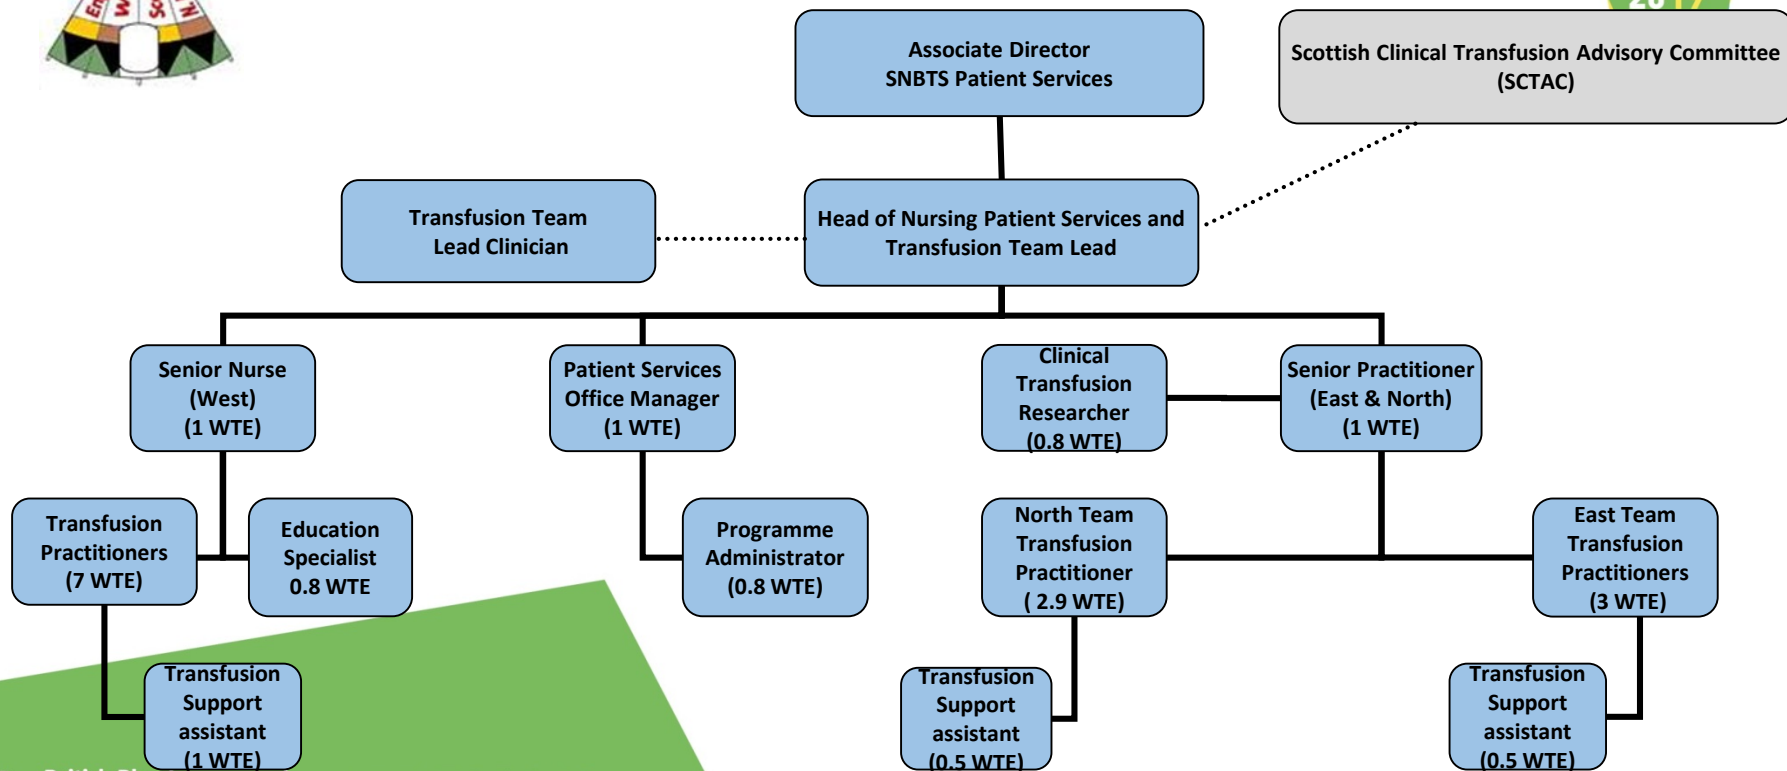 En
W
Sc
N.
2017
Associate Director
SNBTS Patient Services
Scottish Clinical Transfusion Advisory Committee
(SCTAC)
Transfusion Team
Lead Clinician
Head of Nursing Patient Services and
Transfusion Team Lead
Senior Nurse
(West)
(1 WTE)
Patient Services
Office Manager
(1 WTE)
Clinical
Transfusion
Researcher
(0.8 WTE)
Senior Practitioner
(East & North)
(1 WTE)
Transfusion
Practitioners
(7 WTE)
Education
Specialist
0.8 WTE
Programme
Administrator
(0.8 WTE)
North Team
Transfusion
Practitioner
( 2.9 WTE)
East Team
Transfusion
Practitioners
(3 WTE)
Transfusion
Support
assistant
(1 WTE)
Transfusion
Support
assistant
(0.5 WTE)
Transfusion
Support
assistant
(0.5 WTE)